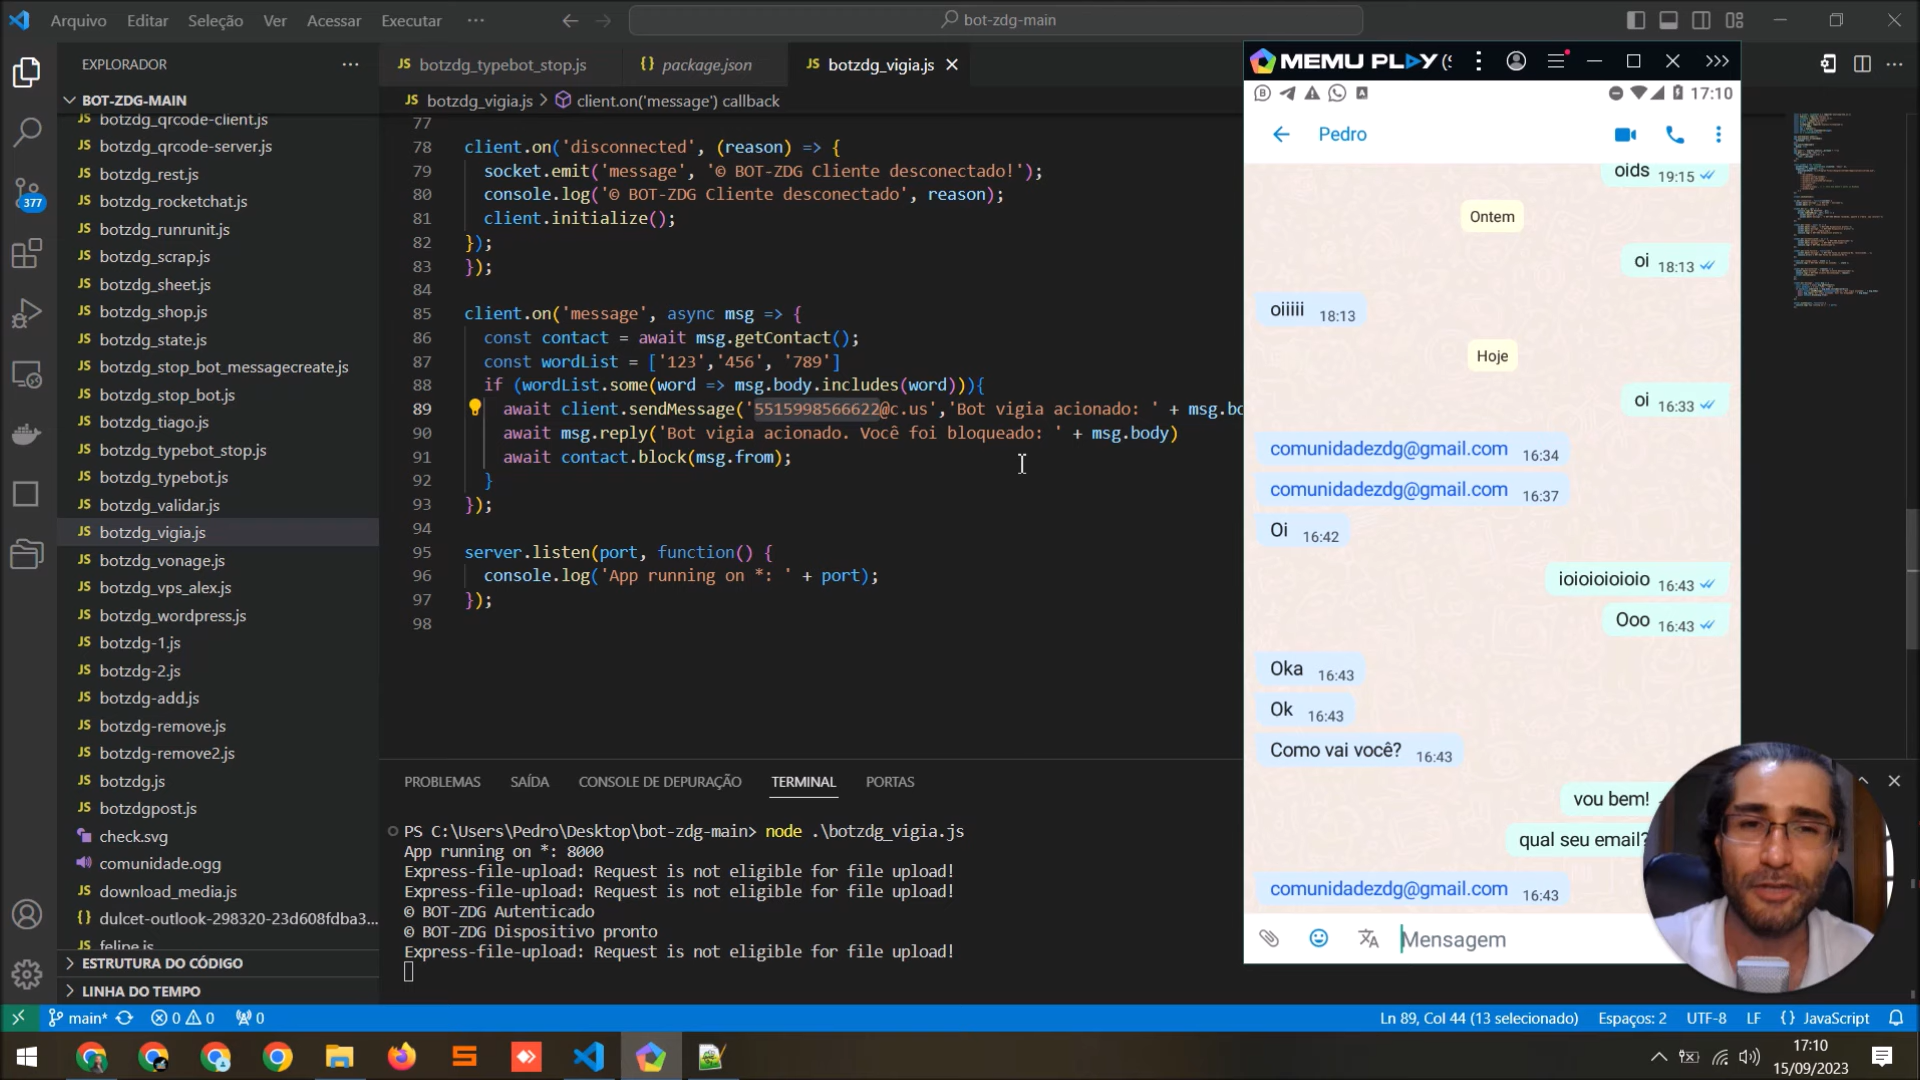 Arquivo Editar Seleção Ver Acessar Executar ··· bot-zdg-main
EXPLORADOR
BOT-ZDG-MAIN
botzdg_qrcode-client.js
JS botzdg_qrcode-server.js
JS botzdg_rest.js
JS botzdg_rocketchat.js
JS botzdg_runrunit.js
JS botzdg_scrap.js
JS botzdg_sheet.js
JS botzdg_shop.js
JS botzdg_state.js
JS botzdg_stop_bot_messagecreate.js
JS botzdg_stop_bot.js
JS botzdg_tiago.js
JS botzdg_typebot_stop.js
JS botzdg_typebot.js
JS botzdg_validar.js
JS botzdg_vigia.js
JS botzdg_vonage.js
JS botzdg_vps_alex.js
JS botzdg_wordpress.js
JS botzdg-1.js
JS botzdg-2.js
JS botzdg-add.js
JS botzdg-remove.js
JS botzdg-remove2.js
JS botzdg.js
JS botzdgpost.js
check.svg
comunidade.ogg
JS download_media.js
{} dulcet-outlook-298320-23d608fdba3...
JS felipe.js
ESTRUTURA DO CÓDIGO
LINHA DO TEMPO
377
JS botzdg_typebot_stop.js {} package.json JS botzdg_vigia.js
JS botzdg_vigia.js > client.on('message') callback
77
78 client.on('disconnected', (reason) => {
79 socket.emit('message', '© BOT-ZDG Cliente desconectado!');
80 console.log('© BOT-ZDG Cliente desconectado', reason);
81 client.initialize();
82 });
83 });
84
85 client.on('message', async msg => {
86 const contact = await msg.getContact();
87 const wordList = ['123','456', '789']
88 if (wordList.some(word => msg.body.includes(word))){
89 await client.sendMessage('5515998566622@c.us','Bot vigia acionado: ' + msg.bo
90 await msg.reply('Bot vigia acionado. Você foi bloqueado: ' + msg.body)
91 await contact.block(msg.from);
92 }
93 });
94
95 server.listen(port, function() {
96 console.log('App running on *: ' + port);
97 });
98
PROBLEMAS SAÍDA CONSOLE DE DEPURAÇÃO TERMINAL PORTAS
PS C:\Users\Pedro\Desktop\bot-zdg-main> node .\botzdg_vigia.js
App running on *: 8000
Express-file-upload: Request is not eligible for file upload!
Express-file-upload: Request is not eligible for file upload!
© BOT-ZDG Autenticado
© BOT-ZDG Dispositivo pronto
Express-file-upload: Request is not eligible for file upload!
MEMU PLAY (
17:10
Pedro
oids 19:15
Ontem
oi 18:13
oiiiii 18:13
Hoje
oi 16:33
comunidadezdg@gmail.com 16:34
comunidadezdg@gmail.com 16:37
Oi 16:42
ioioioioioio 16:43
Ooo 16:43
Oka 16:43
Ok 16:43
Como vai você? 16:43
vou bem!
qual seu email?
comunidadezdg@gmail.com 16:43
Mensagem
main* 0 0 0 Ln 89, Col 44 (13 selecionado) Espaços: 2 UTF-8 LF {} JavaScript
17:10
15/09/2023